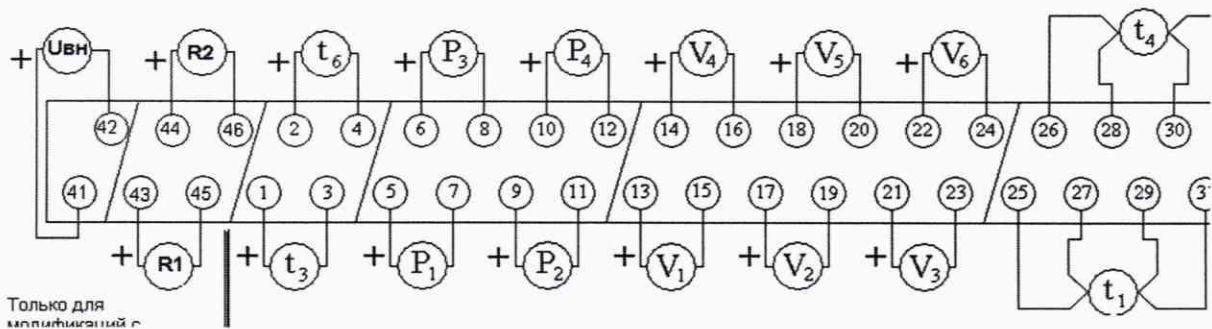 + Uвн + R2 + t6 + P3 + P4 + V4 + V5 + V6 t4
42 44 46 2 4 6 8 10 12 14 16 18 20 22 24 26 28 30
41 43 45 1 3 5 7 9 11 13 15 17 19 21 23 25 27 29
+ R1 + t3 + P1 + P2 + V1 + V2 + V3 t1
Только для
модификаций с